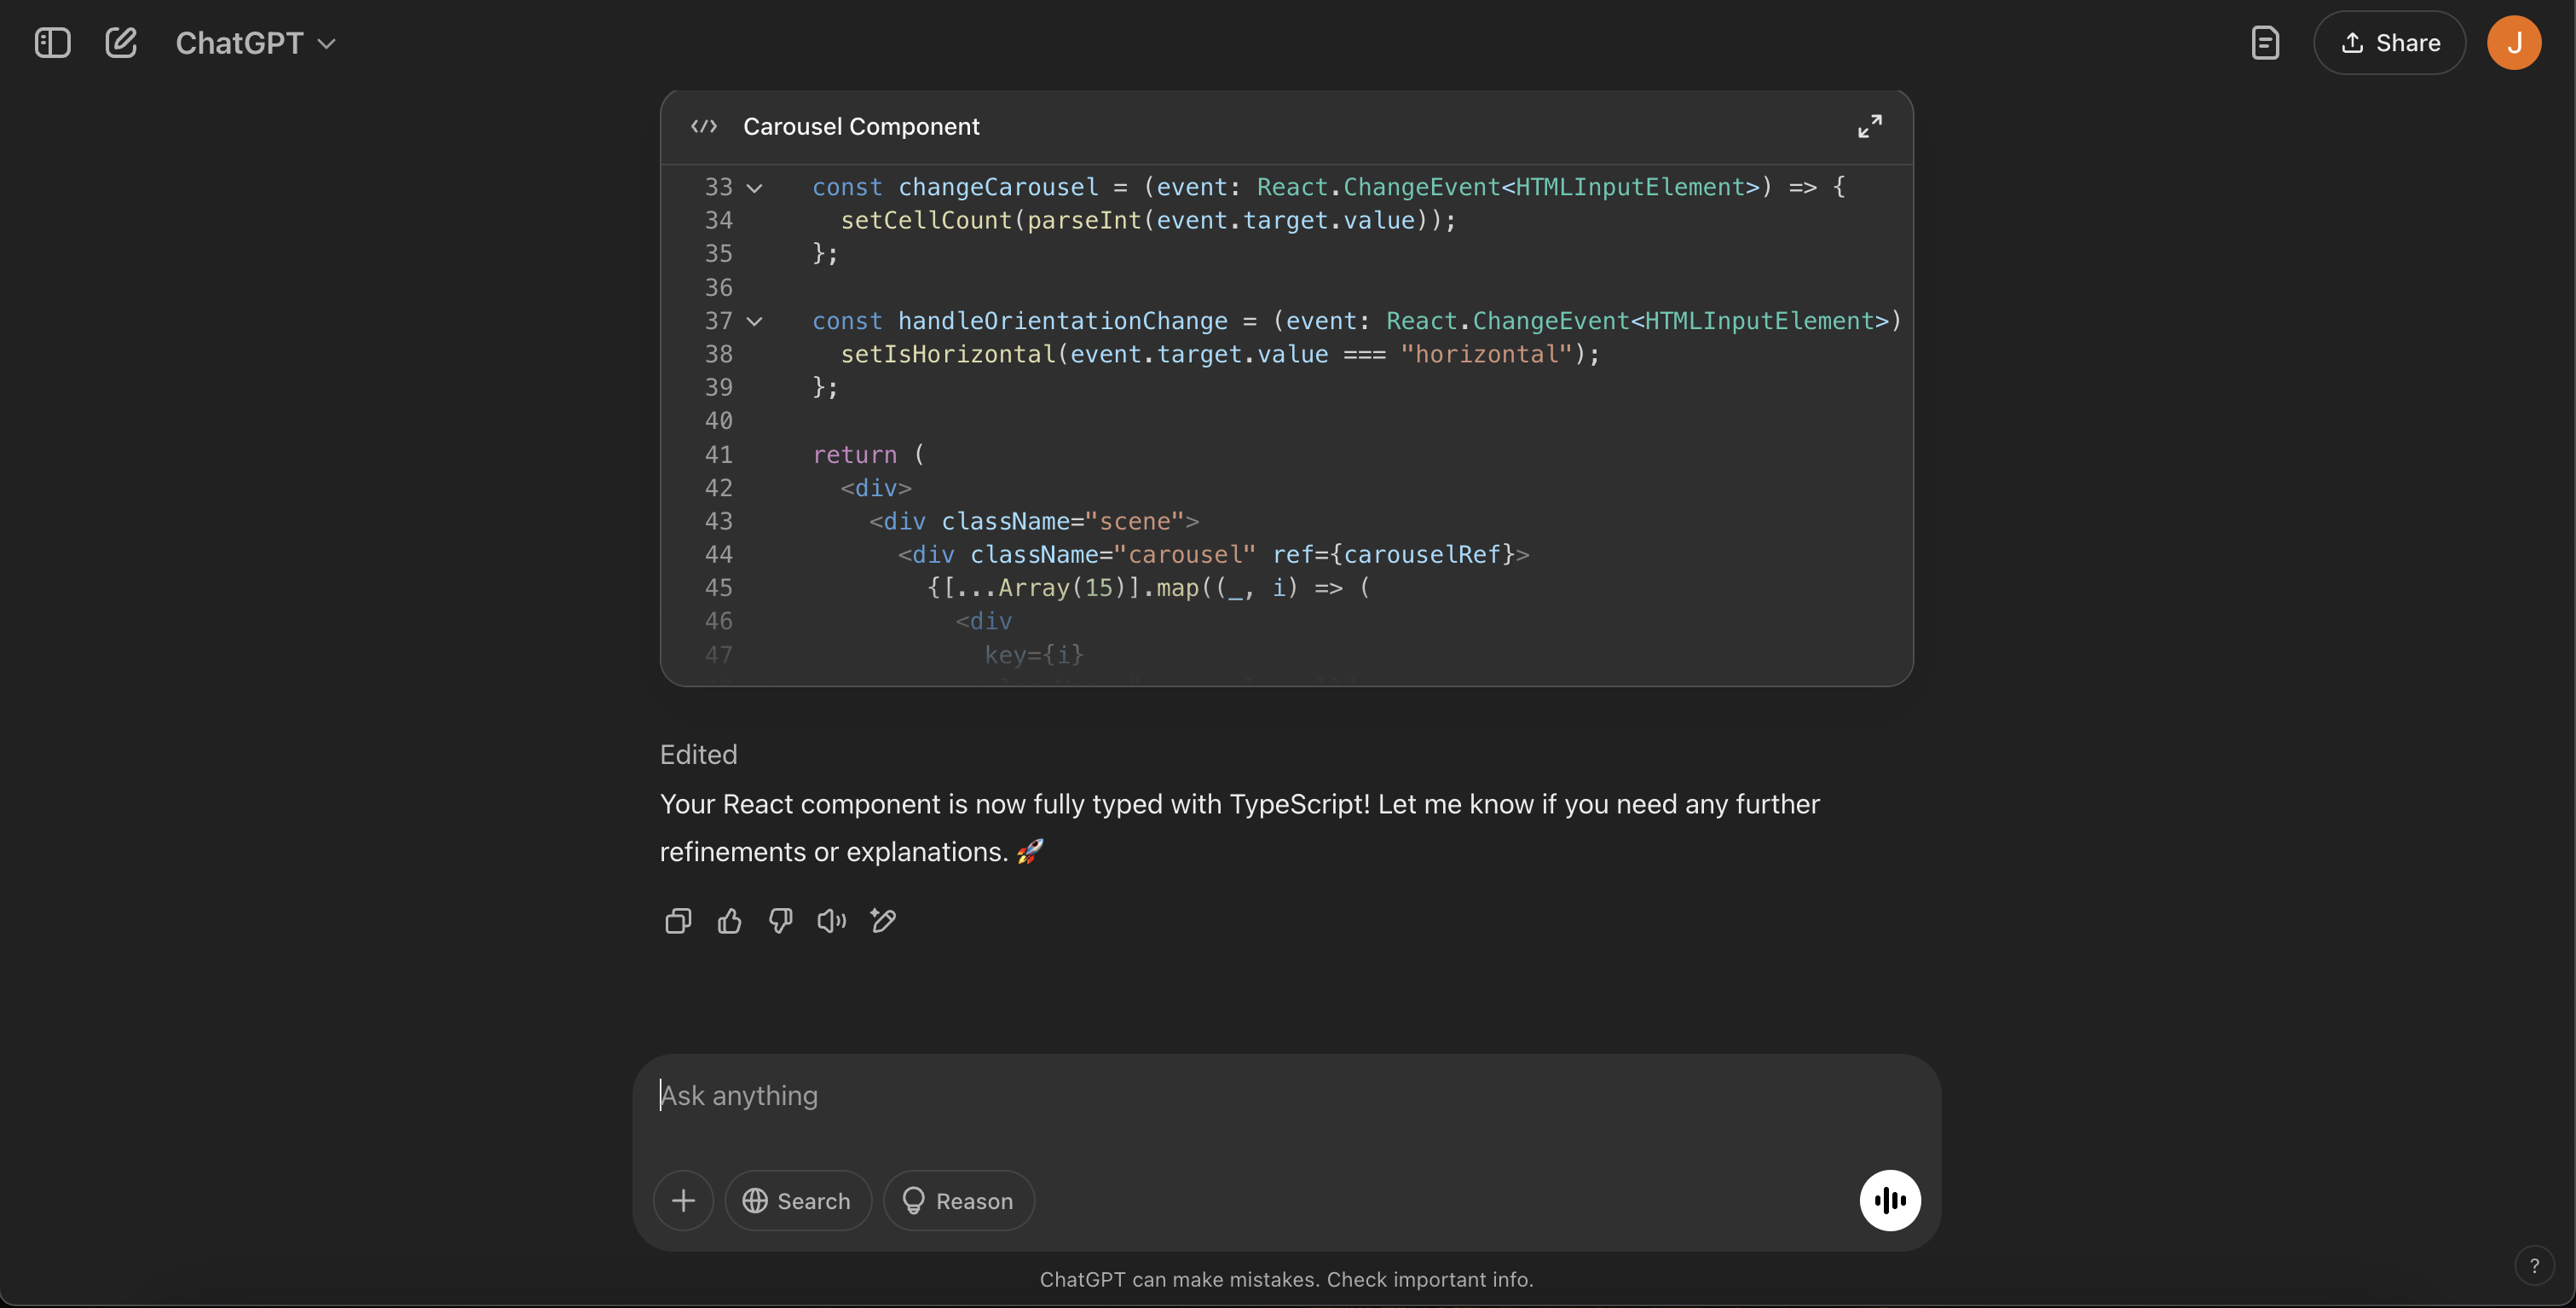 ChatGPT
Share
J
Carousel Component
33 const changeCarousel = (event: React.ChangeEvent<HTMLInputElement>) => {
34 setCellCount(parseInt(event.target.value));
35 };
36
37 const handleOrientationChange = (event: React.ChangeEvent<HTMLInputElement>)
38 setIsHorizontal(event.target.value === "horizontal");
39 };
40
41 return (
42 <div>
43 <div className="scene">
44 <div className="carousel" ref={carouselRef}>
45 {[...Array(15)].map((_, i) => (
46 <div
47 key={i}
Edited
Your React component is now fully typed with TypeScript! Let me know if you need any further
refinements or explanations. 🚀
Ask anything
Search
Reason
ChatGPT can make mistakes. Check important info.
?